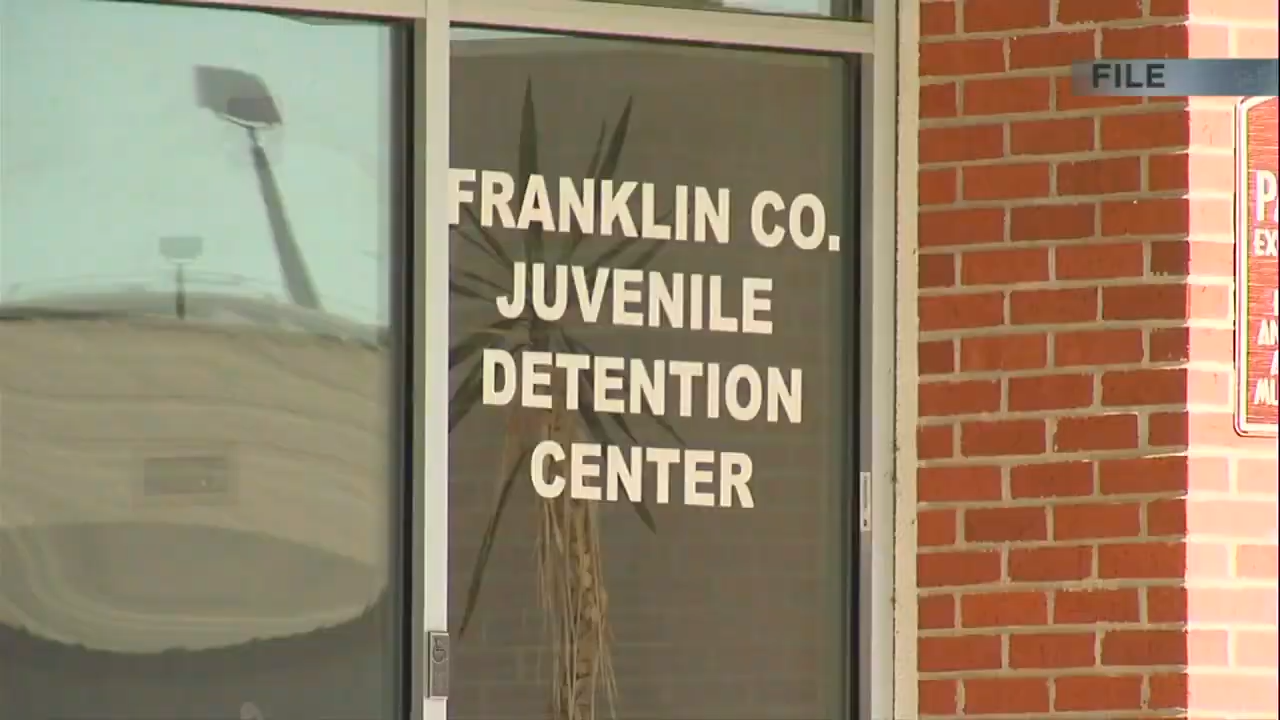 FILE
FRANKLIN CO.
JUVENILE
DETENTION
CENTER